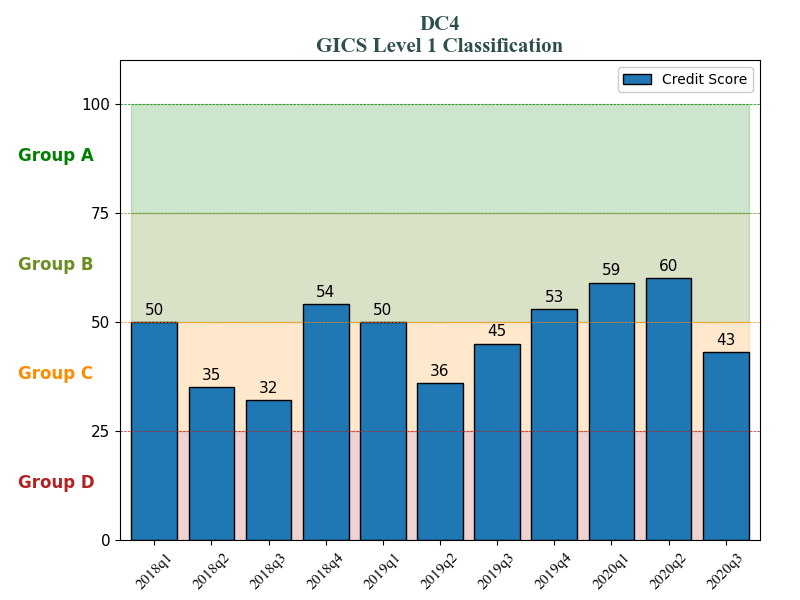 DC4
GICS Level 1 Classification
Credit Score
100
Group A
75
Group B
60
59
54
53
50
50
50
45
43
Group C
36
35
32
25
Group D
0
2018q1 2018q2 2018q3 2018q4 2019q1 2019q2 2019q3 2019q4 2020q1 2020q2 2020q3